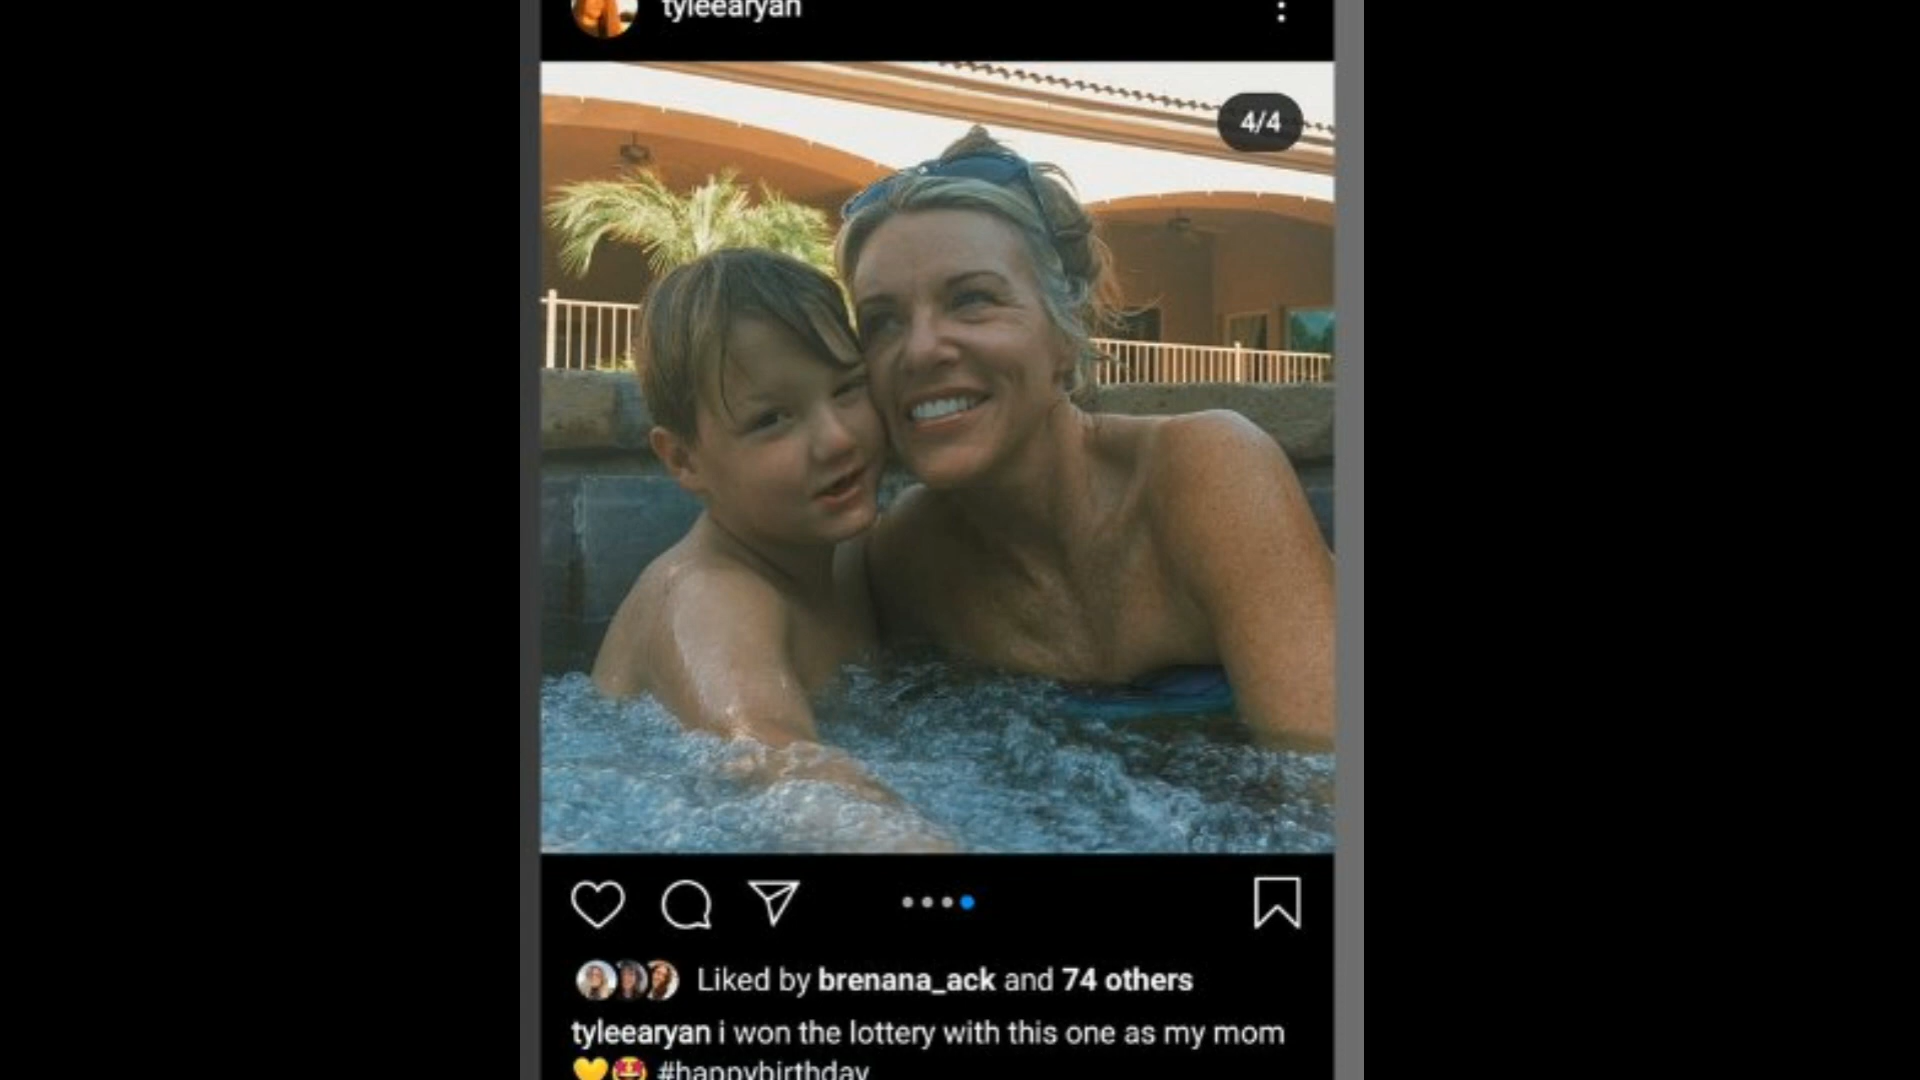 tyleearyan
4/4
Liked by brenana_ack and 74 others
tyleearyan i won the lottery with this one as my mom
💛🤩 #happybirthday